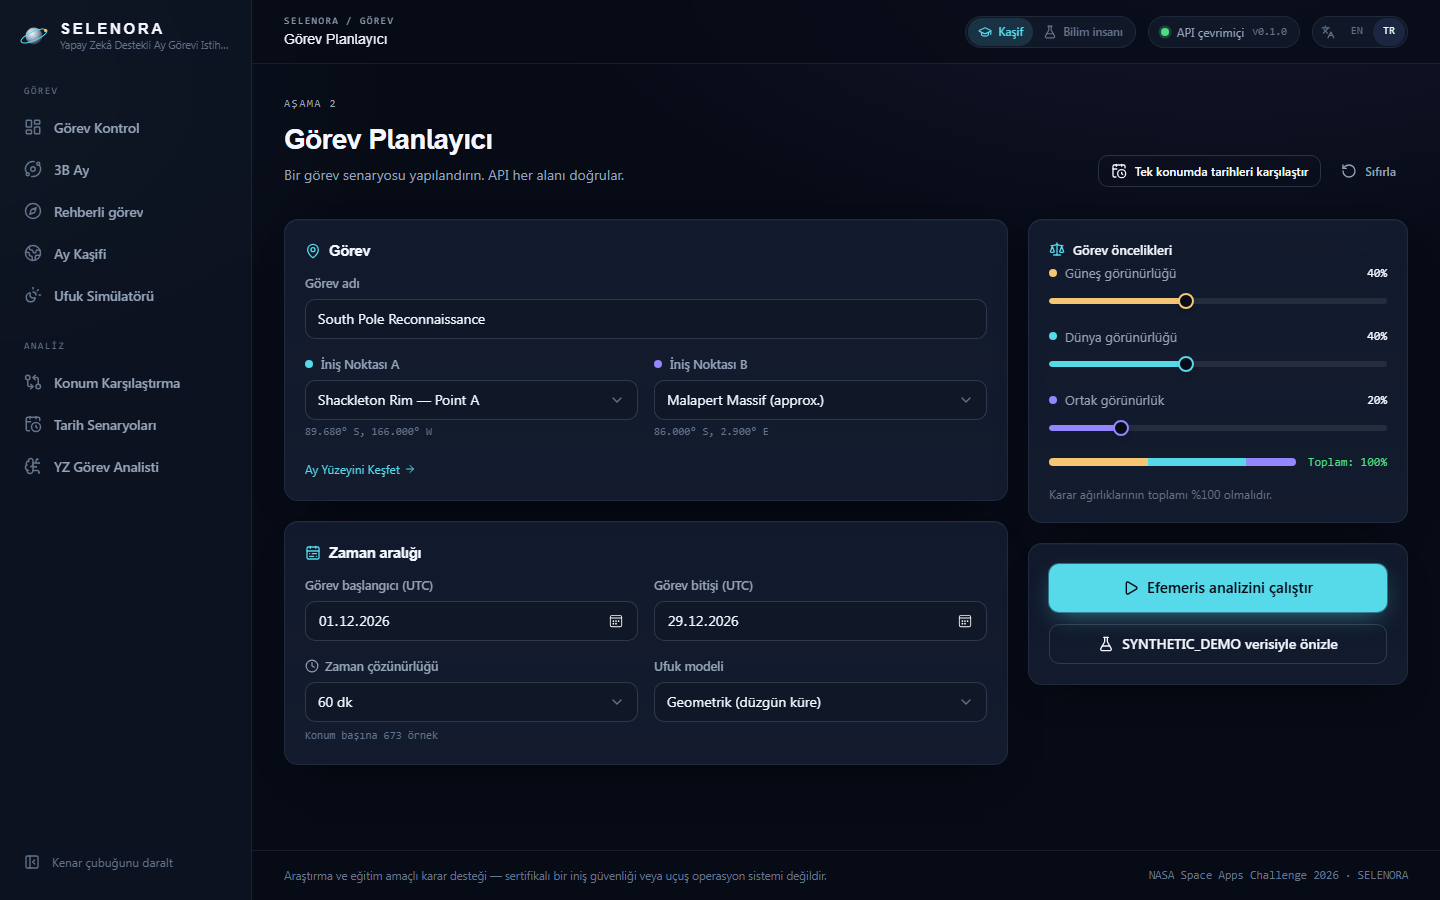 SELENORA
Yapay Zekâ Destekli Ay Görevi İstih...
GÖREV
Görev Kontrol
3B Ay
Rehberli görev
Ay Kaşifi
Ufuk Simülatörü
ANALİZ
Konum Karşılaştırma
Tarih Senaryoları
YZ Görev Analisti
Kenar çubuğunu daralt
SELENORA / GÖREV
Görev Planlayıcı
Kaşif
Bilim insanı
API çevrimiçi v0.1.0
EN
TR
AŞAMA 2
Görev Planlayıcı
Bir görev senaryosu yapılandırın. API her alanı doğrular.
Tek konumda tarihleri karşılaştır
Sıfırla
Görev
Görev adı
South Pole Reconnaissance
İniş Noktası A
Shackleton Rim — Point A
89.680° S, 166.000° W
İniş Noktası B
Malapert Massif (approx.)
86.000° S, 2.900° E
Ay Yüzeyini Keşfet →
Zaman aralığı
Görev başlangıcı (UTC)
01.12.2026
Görev bitişi (UTC)
29.12.2026
Zaman çözünürlüğü
60 dk
Konum başına 673 örnek
Ufuk modeli
Geometrik (düzgün küre)
Görev öncelikleri
Güneş görünürlüğü 40%
Dünya görünürlüğü 40%
Ortak görünürlük 20%
Toplam: 100%
Karar ağırlıklarının toplamı %100 olmalıdır.
Efemeris analizini çalıştır
SYNTHETIC_DEMO verisiyle önizle
Araştırma ve eğitim amaçlı karar desteği — sertifikalı bir iniş güvenliği veya uçuş operasyon sistemi değildir.
NASA Space Apps Challenge 2026 · SELENORA